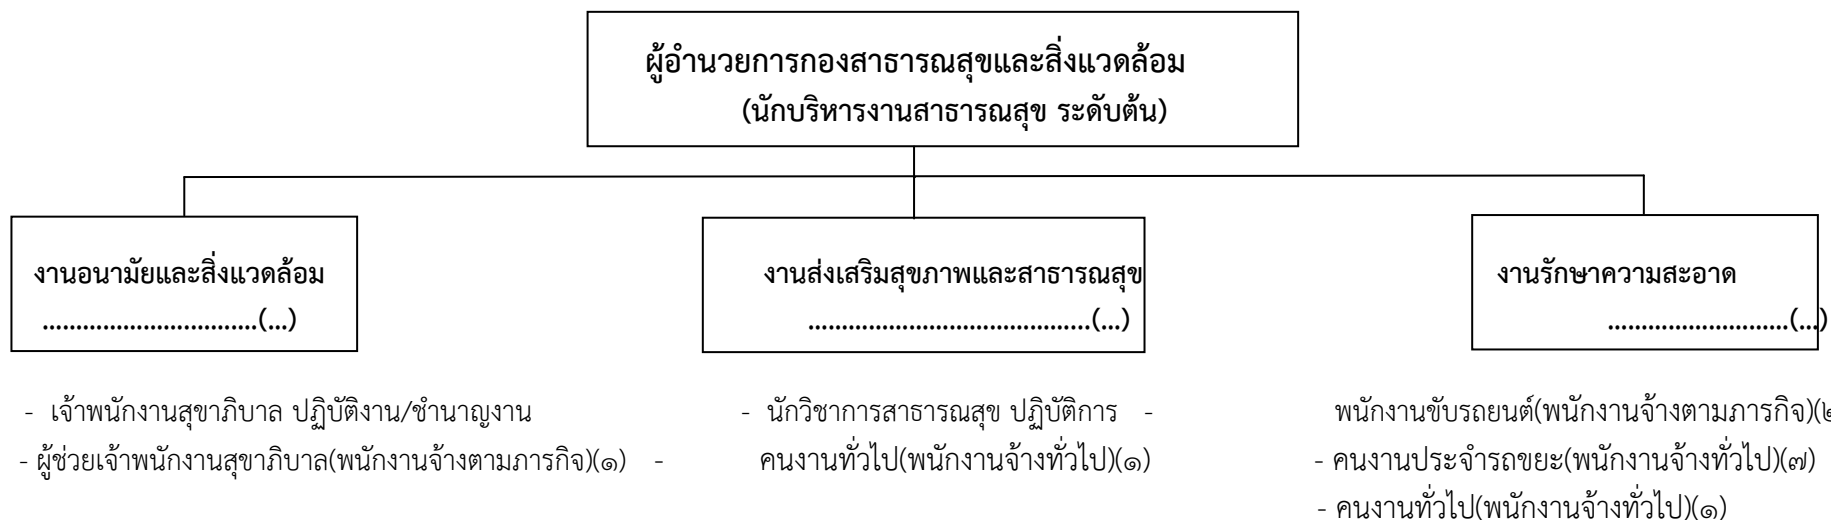 ผู้อำนวยการกองสาธารณสุขและสิ่งแวดล้อม
(นักบริหารงานสาธารณสุข ระดับต้น)
งานอนามัยและสิ่งแวดล้อม
................................(...)
งานส่งเสริมสุขภาพและสาธารณสุข
..........................................(...)
งานรักษาความสะอาด
...........................(...)
- เจ้าพนักงานสุขาภิบาล ปฏิบัติงาน/ชำนาญงาน
- ผู้ช่วยเจ้าพนักงานสุขาภิบาล(พนักงานจ้างตามภารกิจ)(๑)
- นักวิชาการสาธารณสุข ปฏิบัติการ
- คนงานทั่วไป(พนักงานจ้างทั่วไป)(๑)
- พนักงานขับรถยนต์(พนักงานจ้างตามภารกิจ)(๒
- คนงานประจำรถขยะ(พนักงานจ้างทั่วไป)(๗)
- คนงานทั่วไป(พนักงานจ้างทั่วไป)(๑)